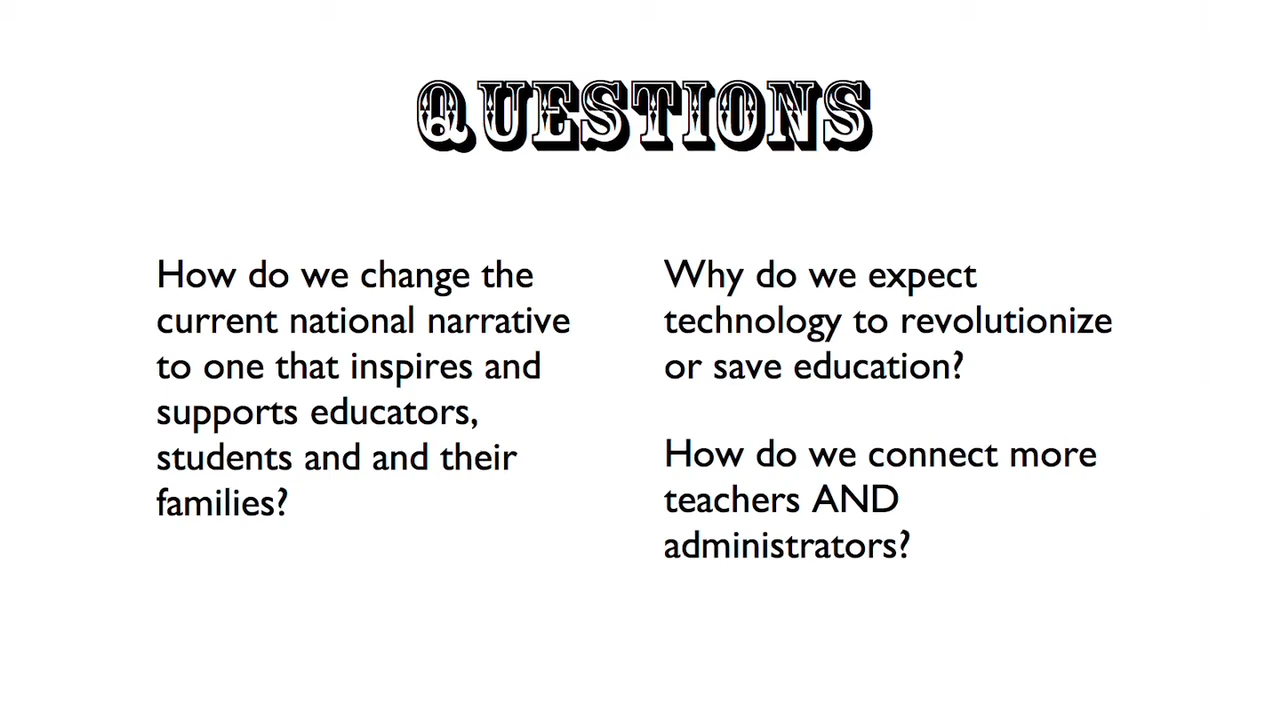 QUESTIONS
How do we change the
current national narrative
to one that inspires and
supports educators,
students and and their
families?
Why do we expect
technology to revolutionize
or save education?
How do we connect more
teachers AND
administrators?